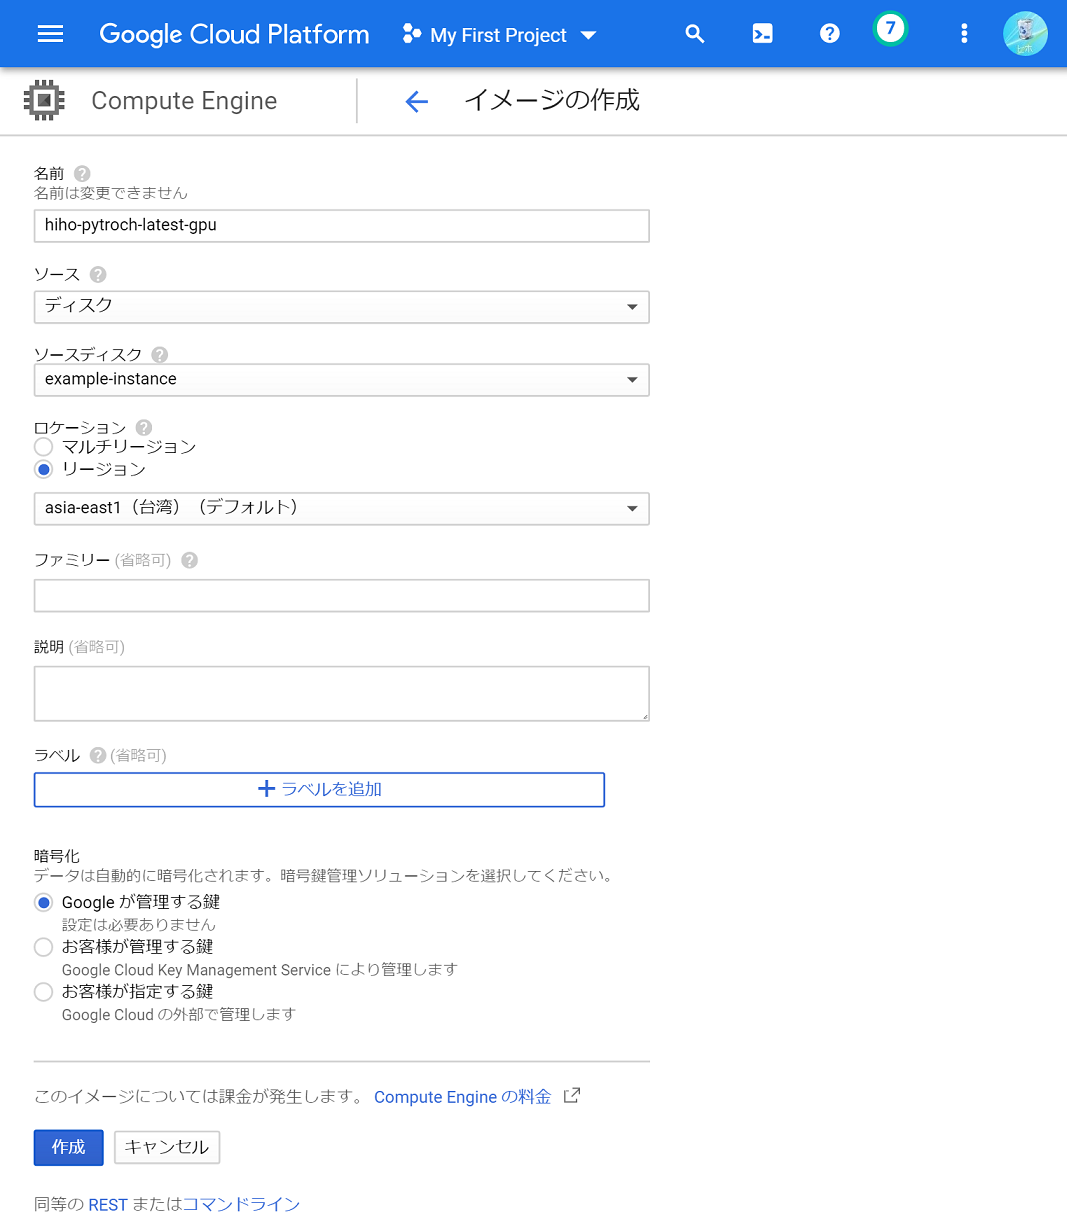 Google Cloud Platform My First Project 7
Compute Engine イメージの作成
名前
名前は変更できません
hiho-pytroch-latest-gpu
ソース
ディスク
ソースディスク
example-instance
ロケーション
マルチリージョン
リージョン
asia-east1（台湾）（デフォルト）
ファミリー (省略可)
説明 (省略可)
ラベル (省略可)
ラベルを追加
暗号化
データは自動的に暗号化されます。暗号鍵管理ソリューションを選択してください。
Google が管理する鍵
設定は必要ありません
お客様が管理する鍵
Google Cloud Key Management Service により管理します
お客様が指定する鍵
Google Cloud の外部で管理します
このイメージについては課金が発生します。 Compute Engine の料金
作成 キャンセル
同等の REST またはコマンドライン